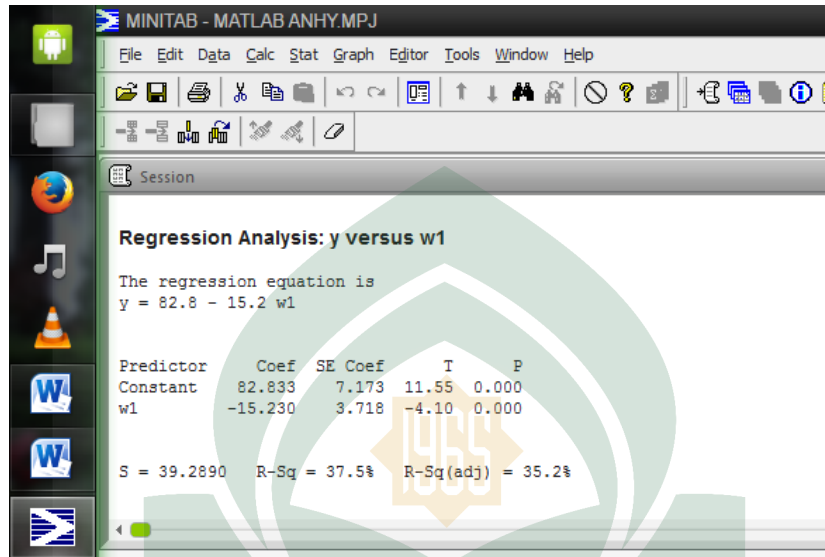 MINITAB - MATLAB ANHY.MPJ
File Edit Data Calc Stat Graph Editor Tools Window Help
Session
Regression Analysis: y versus w1
The regression equation is
y = 82.8 - 15.2 w1
Predictor Coef SE Coef T P
Constant 82.833 7.173 11.55 0.000
w1 -15.230 3.718 -4.10 0.000
S = 39.2890 R-Sq = 37.5% R-Sq(adj) = 35.2%
1965